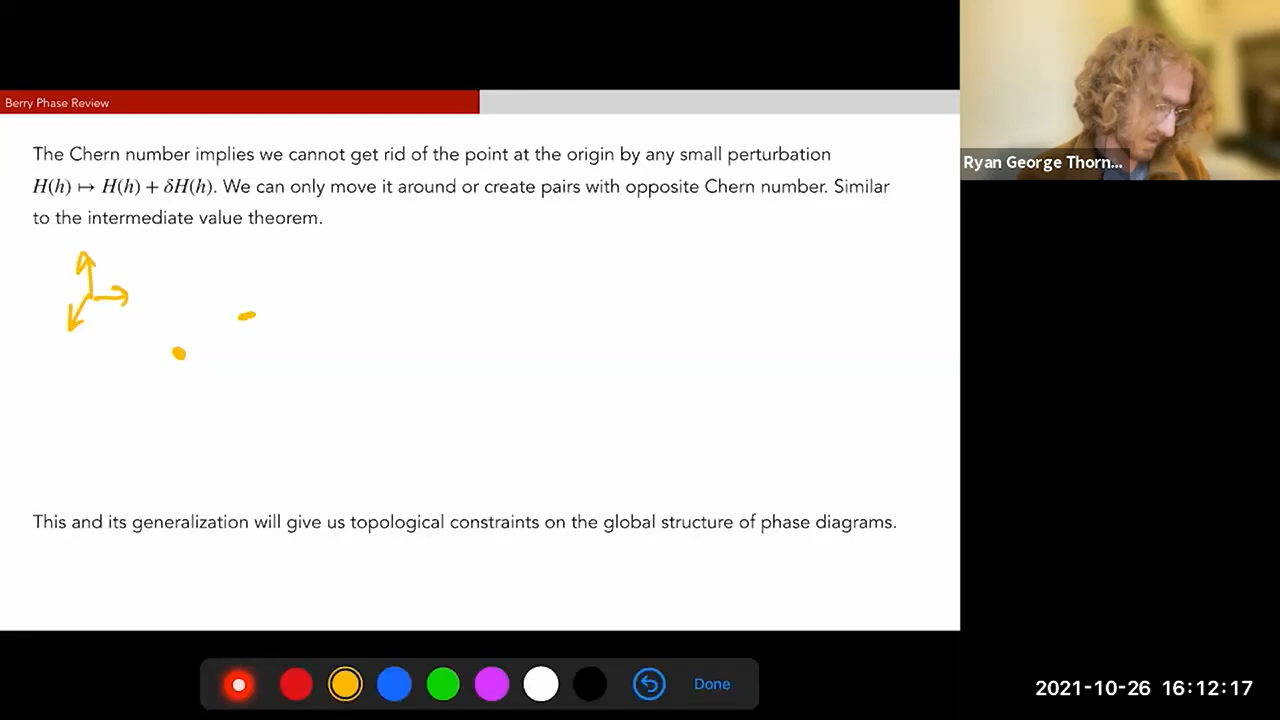 Berry Phase Review
The Chern number implies we cannot get rid of the point at the origin by any small perturbation
H(h) ↦ H(h) + δH(h). We can only move it around or create pairs with opposite Chern number. Similar
to the intermediate value theorem.
This and its generalization will give us topological constraints on the global structure of phase diagrams.
Ryan George Thorn...
Done
2021-10-26 16:12:17